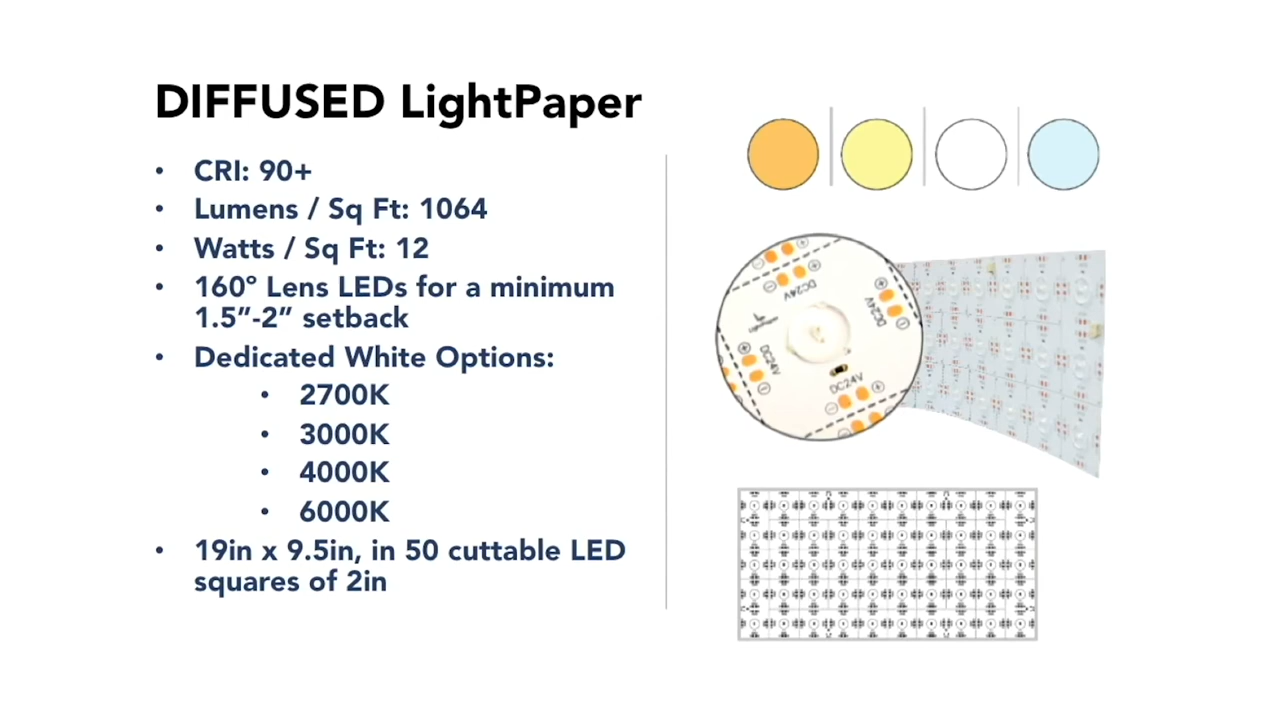 DIFFUSED LightPaper
• CRI: 90+
• Lumens / Sq Ft: 1064
• Watts / Sq Ft: 12
• 160º Lens LEDs for a minimum
1.5”-2” setback
• Dedicated White Options:
• 2700K
• 3000K
• 4000K
• 6000K
• 19in x 9.5in, in 50 cuttable LED
squares of 2in
DC24V
DC24V
DC24V
DC24V